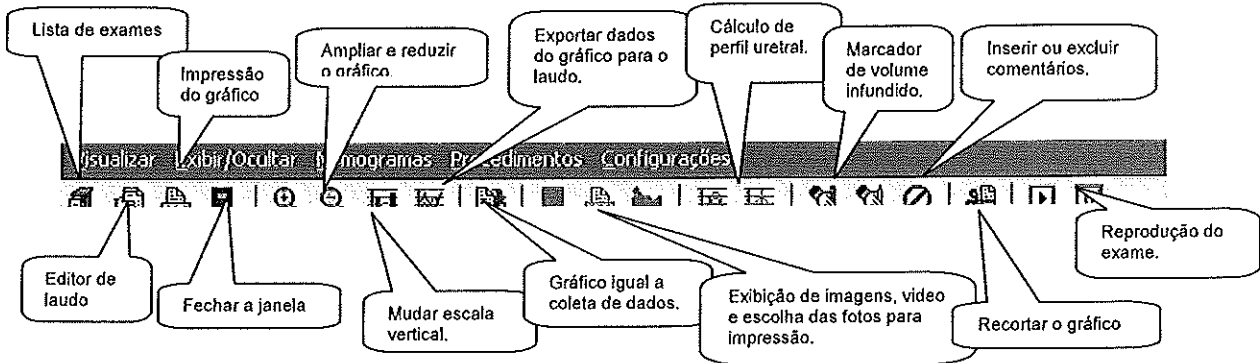 Lista de exames
Impressão
do gráfico
Ampliar e reduzir
o gráfico.
Exportar dados
do gráfico para o
laudo.
Cálculo de
perfil uretral.
Marcador
de volume
infundido.
Inserir ou excluir
comentários.
Visualizar Exibir/Ocultar Nomogramas Procedimentos Configurações
Editor de
laudo
Fechar a janela
Mudar escala
vertical.
Gráfico igual a
coleta de dados.
Exibição de imagens, video
e escolha das fotos para
impressão.
Recortar o gráfico
Reprodução do
exame.